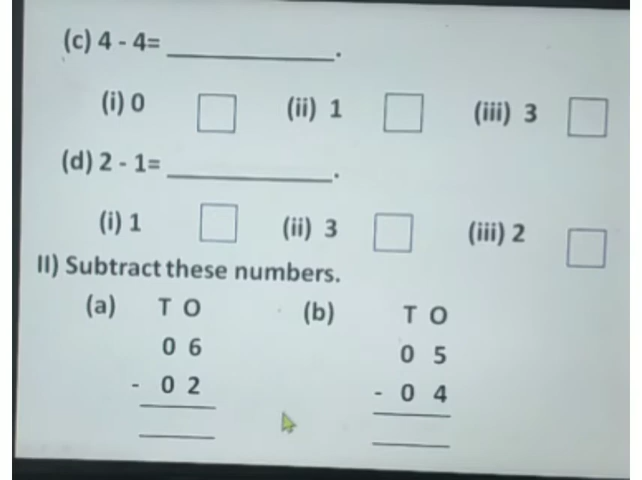 (c) 4 - 4= ____________.
(i) 0 (ii) 1 (iii) 3
(d) 2 - 1= ____________.
(i) 1 (ii) 3 (iii) 2
II) Subtract these numbers.
(a) T O (b) T O
0 6 0 5
- 0 2 - 0 4